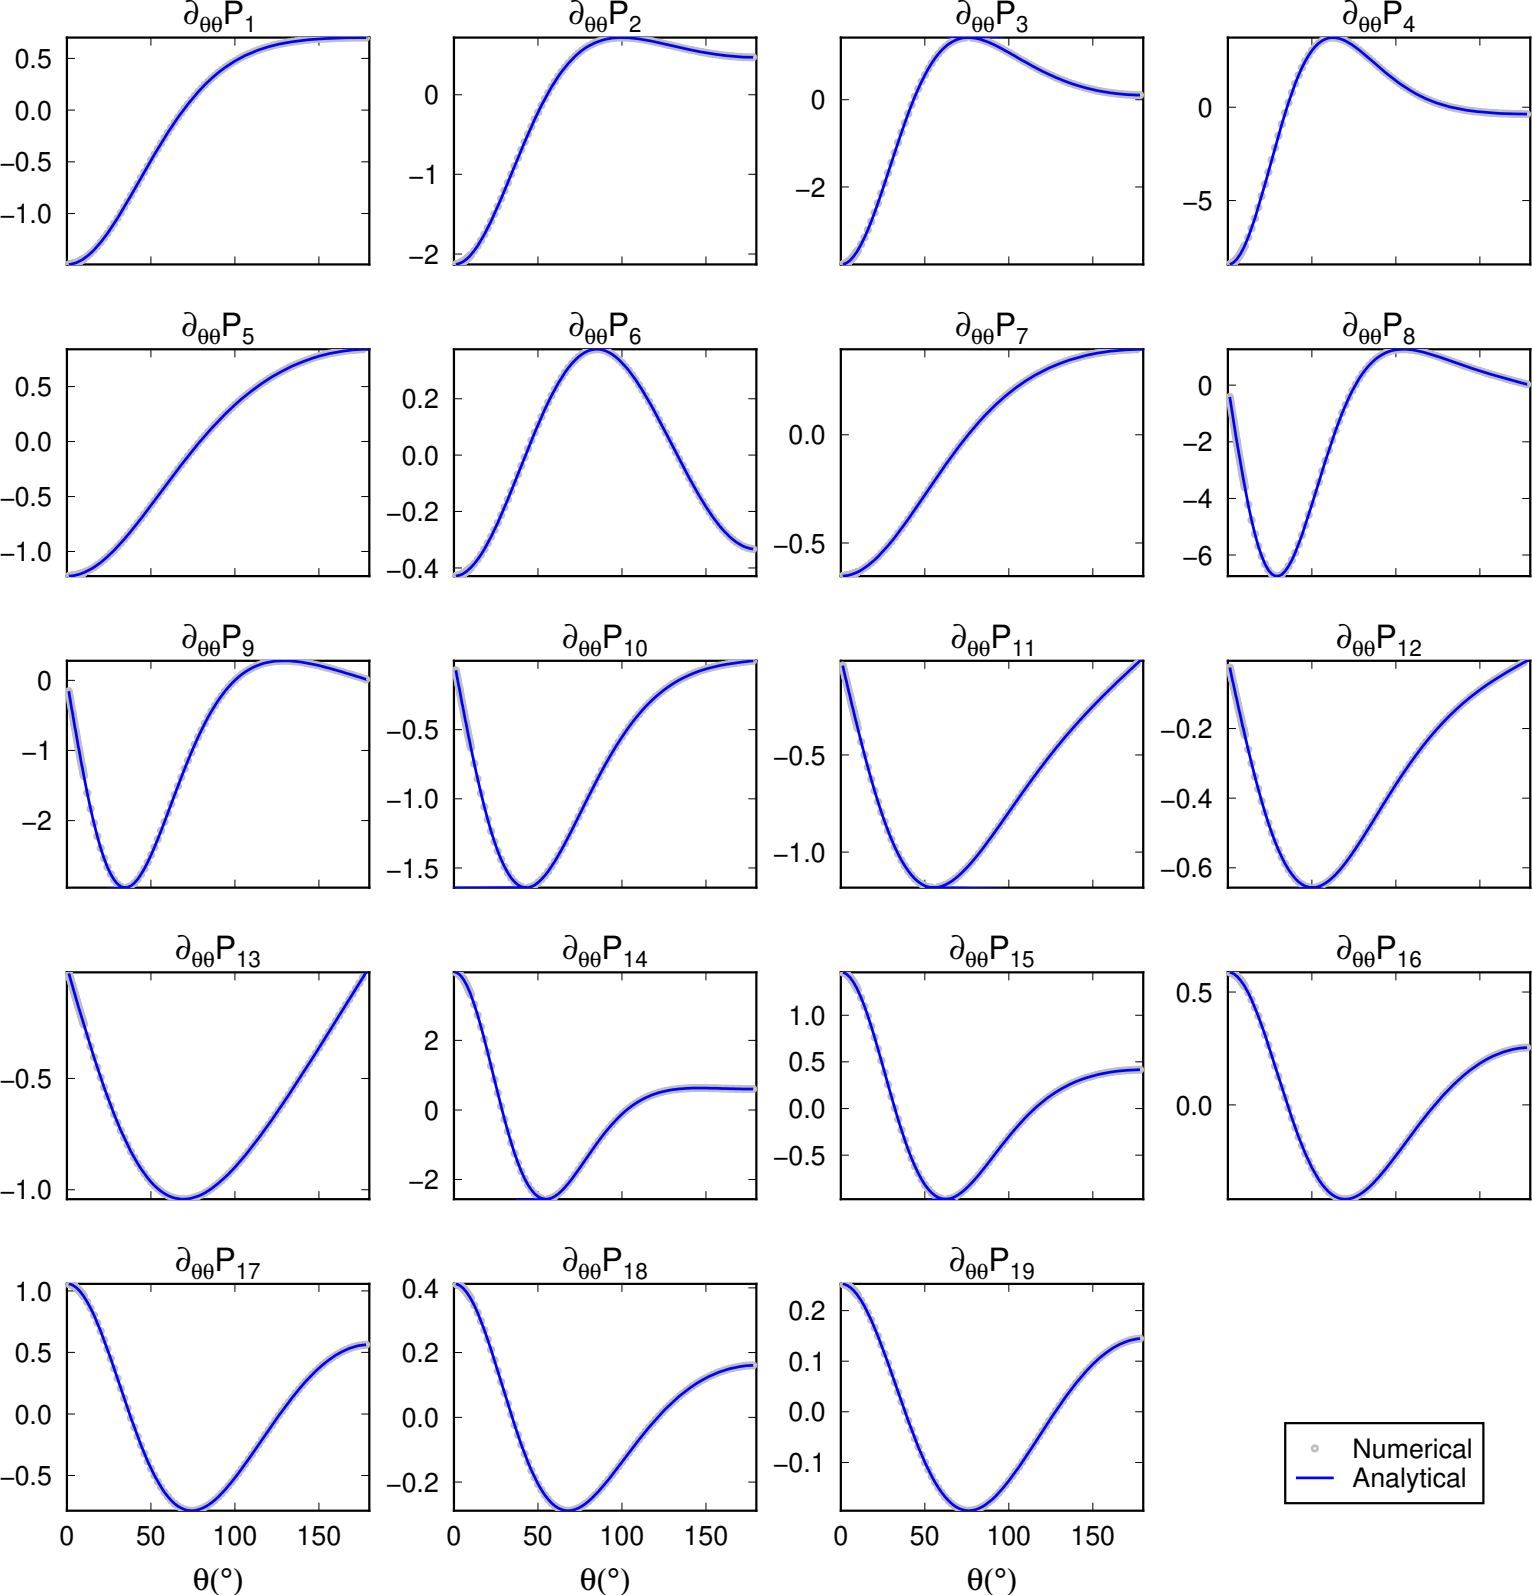 ∂θθP1 ∂θθP2 ∂θθP3 ∂θθP4
0.5 0.0 −0.5 −1.0
0 −1 −2
0 −2
0 −5
∂θθP5 ∂θθP6 ∂θθP7 ∂θθP8
0.5 0.0 −0.5 −1.0
0.2 0.0 −0.2 −0.4
0.0 −0.5
0 −2 −4 −6
∂θθP9 ∂θθP10 ∂θθP11 ∂θθP12
0 −1 −2
−0.5 −1.0 −1.5
−0.5 −1.0
−0.2 −0.4 −0.6
∂θθP13 ∂θθP14 ∂θθP15 ∂θθP16
−0.5 −1.0
2 0 −2
1.0 0.5 0.0 −0.5
0.5 0.0
∂θθP17 ∂θθP18 ∂θθP19
1.0 0.5 0.0 −0.5
0.4 0.2 0.0 −0.2
0.2 0.1 0.0 −0.1
Numerical
Analytical
0 50 100 150 0 50 100 150 0 50 100 150
θ(°) θ(°) θ(°)